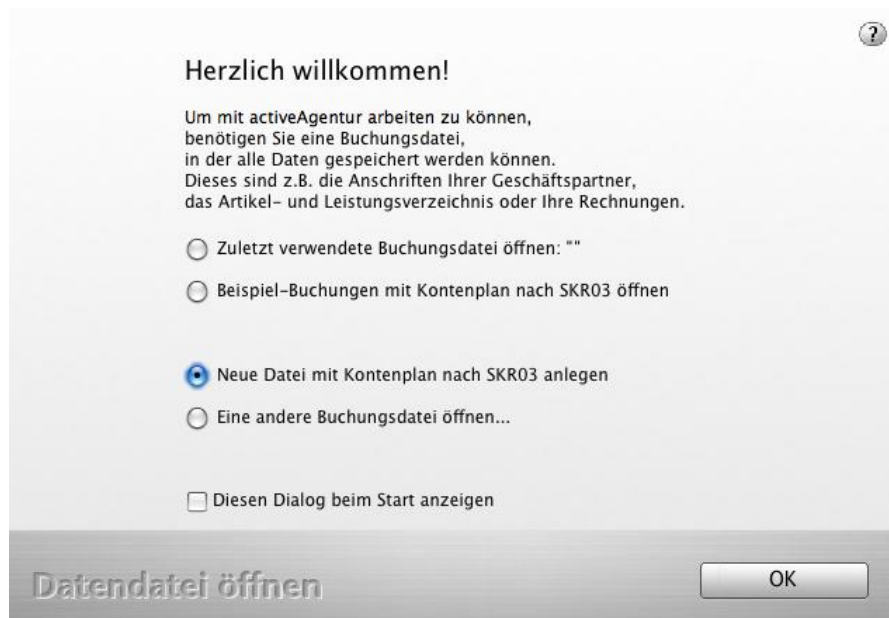 ?
Herzlich willkommen!
Um mit activeAgentur arbeiten zu können,
benötigen Sie eine Buchungsdatei,
in der alle Daten gespeichert werden können.
Dieses sind z.B. die Anschriften Ihrer Geschäftspartner,
das Artikel- und Leistungsverzeichnis oder Ihre Rechnungen.
Zuletzt verwendete Buchungsdatei öffnen: ""
Beispiel-Buchungen mit Kontenplan nach SKR03 öffnen
Neue Datei mit Kontenplan nach SKR03 anlegen
Eine andere Buchungsdatei öffnen...
Diesen Dialog beim Start anzeigen
Datendatei öffnen
OK